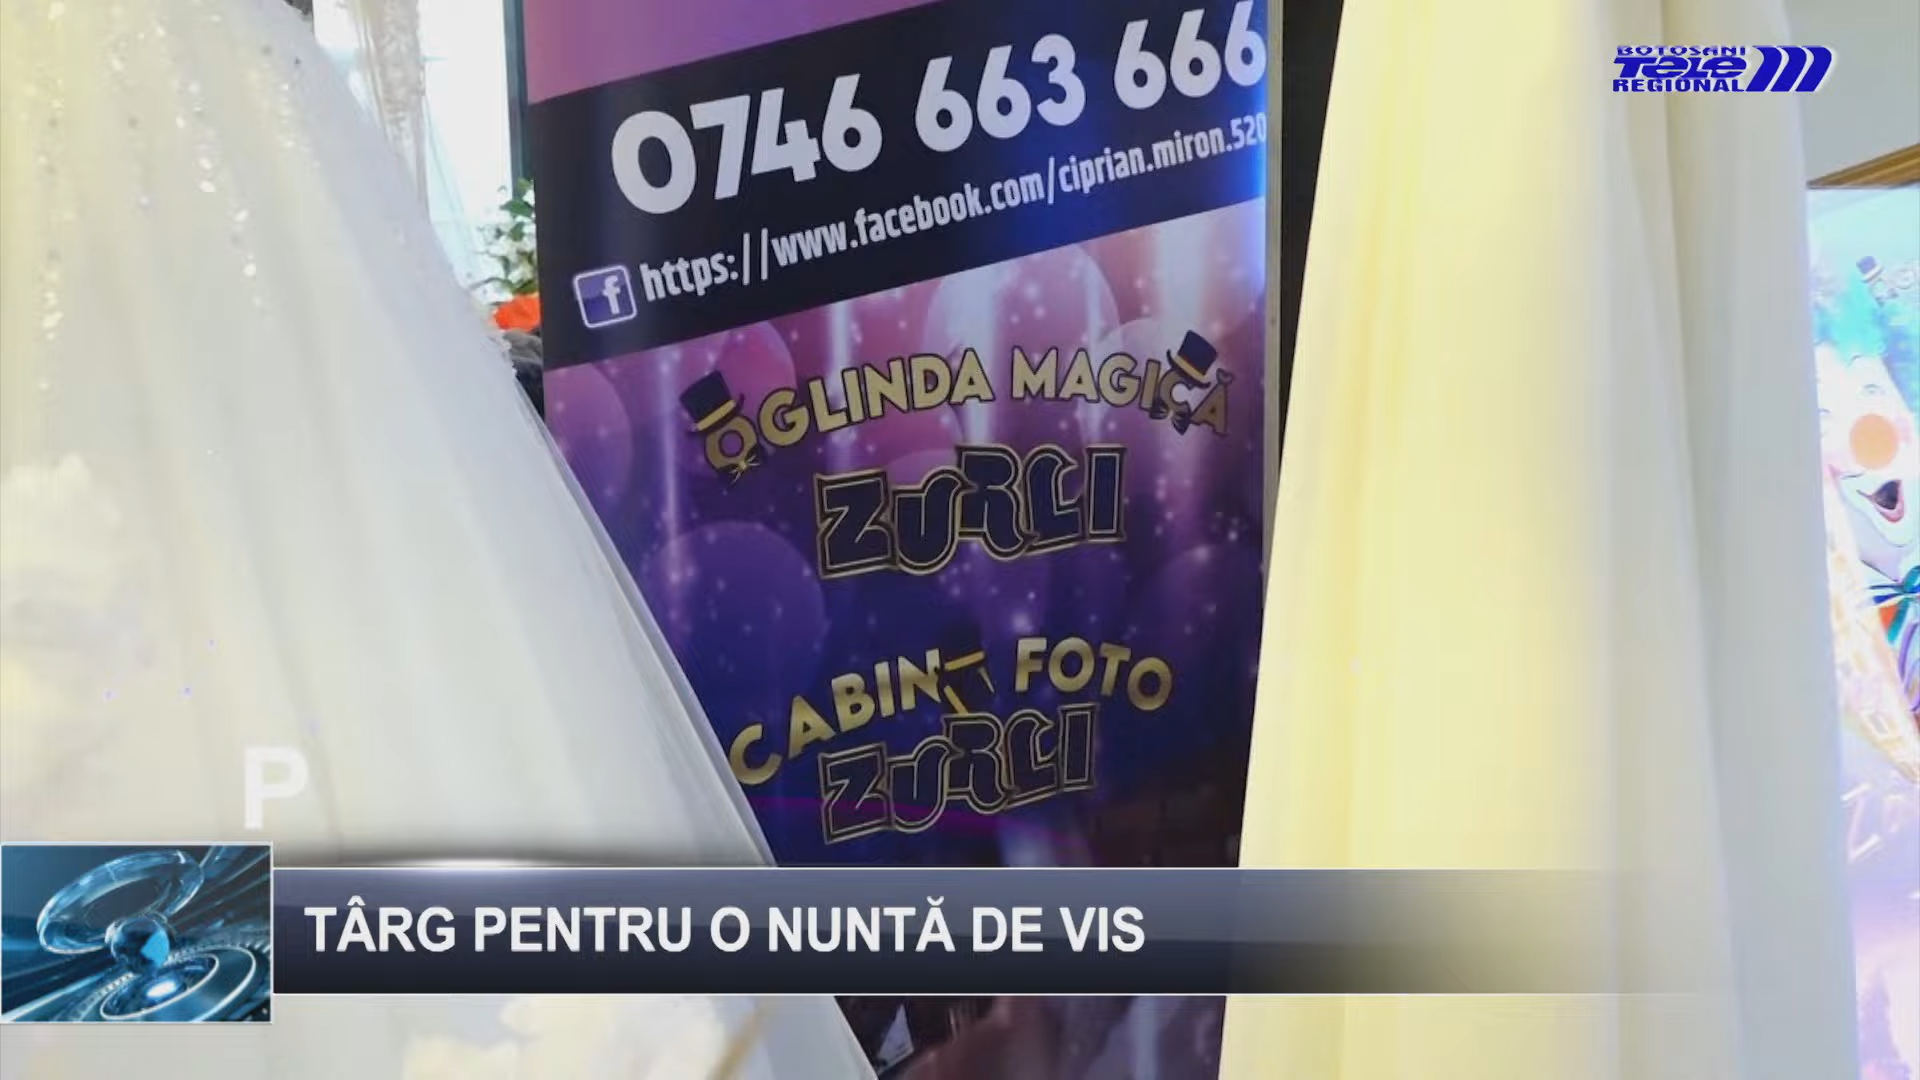 BOTOSANI
TELE M
REGIONAL
0746 663 666
https://www.facebook.com/ciprian.miron.520
OGLINDA MAGICĂ
ZURLI
CABINA FOTO
ZURLI
P
TÂRG PENTRU O NUNTĂ DE VIS